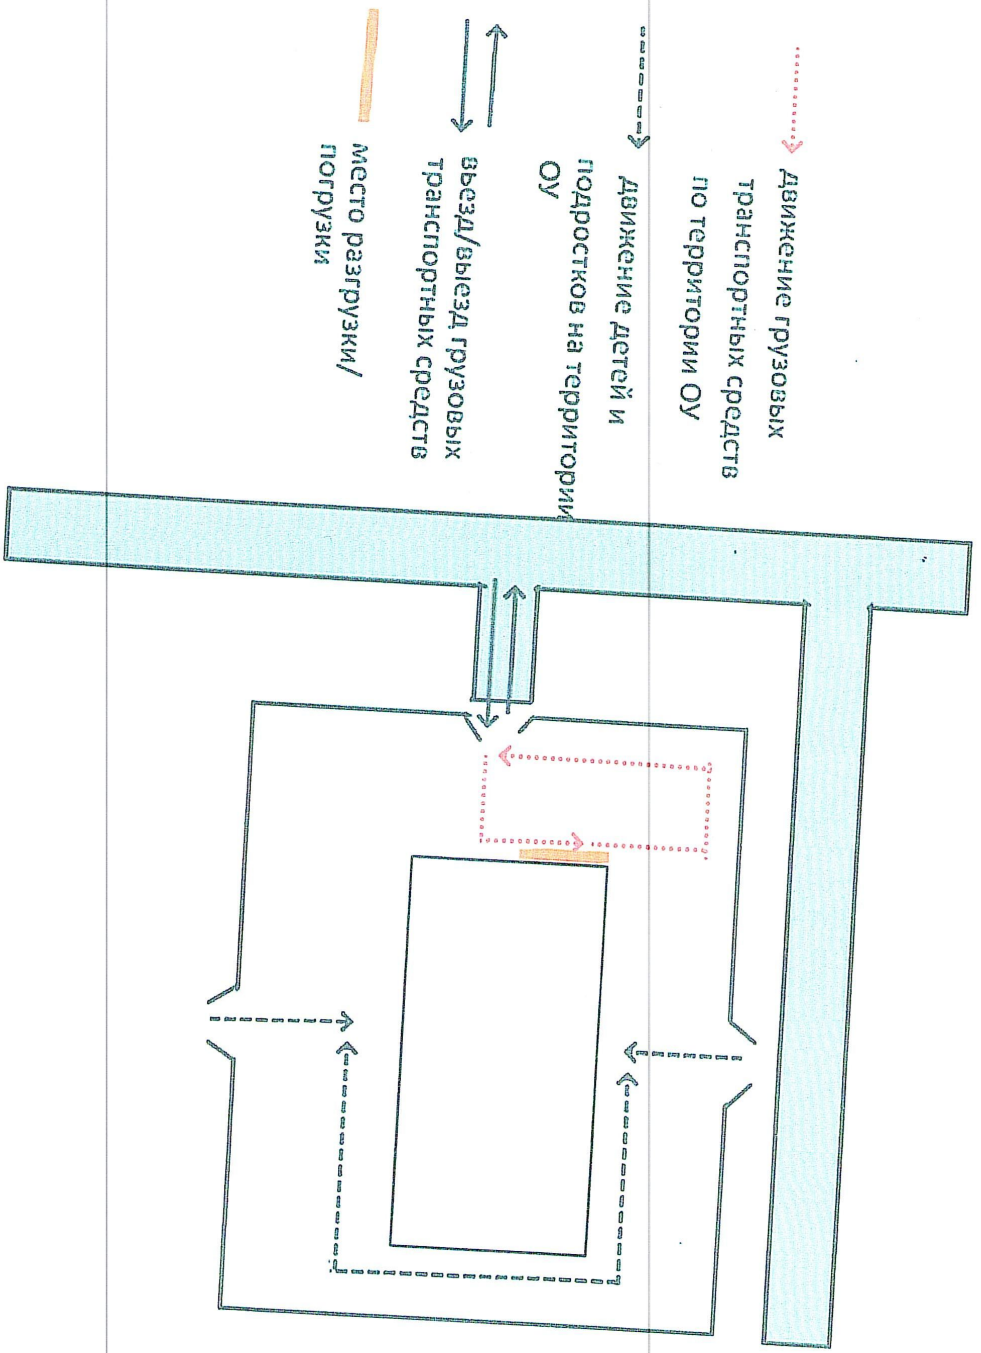 движение грузовых
транспортных средств
по территории ОУ
движение детей и
подростков на территории
ОУ
въезд/выезд грузовых
транспортных средств
место разгрузки/
погрузки